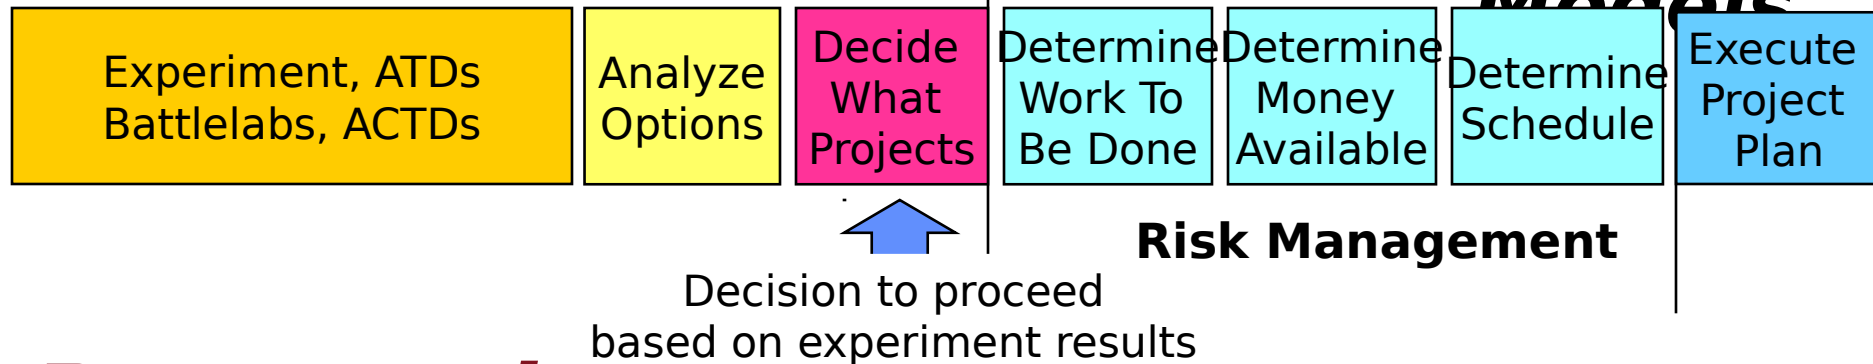 Models
Experiment, ATDs
Battlelabs, ACTDs
Analyze
Options
Decide
What
Projects
Determine
Work To
Be Done
Determine
Money
Available
Determine
Schedule
Execute
Project
Plan
Risk Management
Decision to proceed
based on experiment results